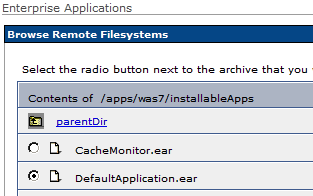 Enterprise Applications
Browse Remote Filesystems
Select the radio button next to the archive that you
Contents of /apps/was7/installableApps
parentDir
CacheMonitor.ear
DefaultApplication.ear